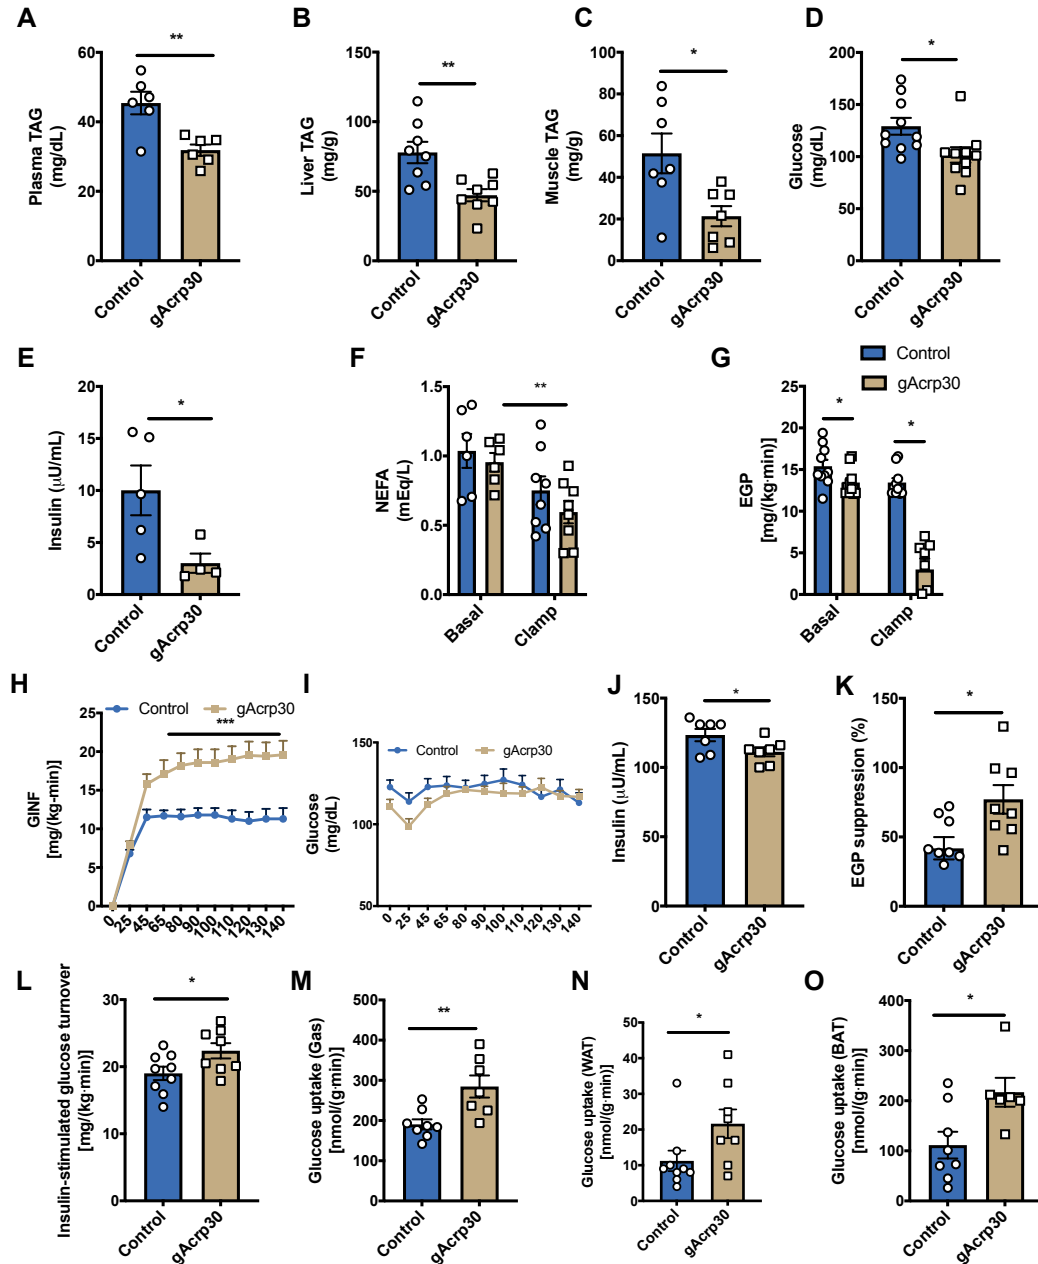 A
**
Plasma TAG
(mg/dL)
60
40
20
0
Control
gAcrp30
B
**
Liver TAG
(mg/g)
150
100
50
0
Control
gAcrp30
C
*
Muscle TAG
(mg/g)
100
80
60
40
20
0
Control
gAcrp30
D
*
Glucose
(mg/dL)
200
150
100
50
0
Control
gAcrp30
E
*
Insulin (µU/mL)
20
15
10
5
0
Control
gAcrp30
F
**
NEFA
(mEq/L)
1.5
1.0
0.5
0.0
Basal
Clamp
G
Control
gAcrp30
*
*
EGP
[mg/(kg·min)]
25
20
15
10
5
0
Basal
Clamp
H
Control
gAcrp30
***
GINF
[mg/(kg·min)]
25
20
15
10
5
0
0
25
45
65
80
90
100
110
120
130
140
I
Control
gAcrp30
Glucose
(mg/dL)
150
100
50
0
25
45
65
80
90
100
110
120
130
140
J
*
Insulin (µU/mL)
150
100
50
0
Control
gAcrp30
K
*
EGP suppression (%)
150
100
50
0
Control
gAcrp30
L
*
Insulin-stimulated glucose turnover
[mg/(kg·min)]
30
20
10
0
Control
gAcrp30
M
**
Glucose uptake (Gas)
[nmol/(g·min)]
500
400
300
200
100
0
Control
gAcrp30
N
*
Glucose uptake (WAT)
[nmol/(g·min)]
50
40
30
20
10
0
Control
gAcrp30
O
*
Glucose uptake (BAT)
[nmol/(g·min)]
400
300
200
100
0
Control
gAcrp30